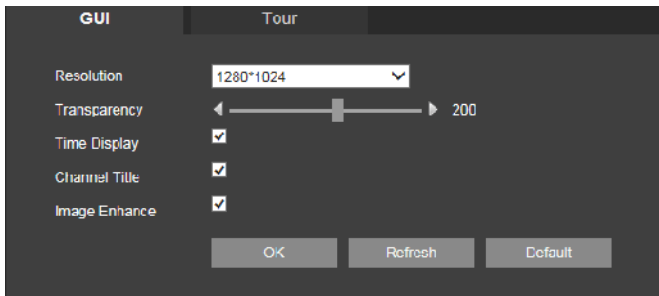 GUI Tour
Resolution 1280*1024
Transparency 200
Time Display
Channel Title
Image Enhance
OK Refresh Default